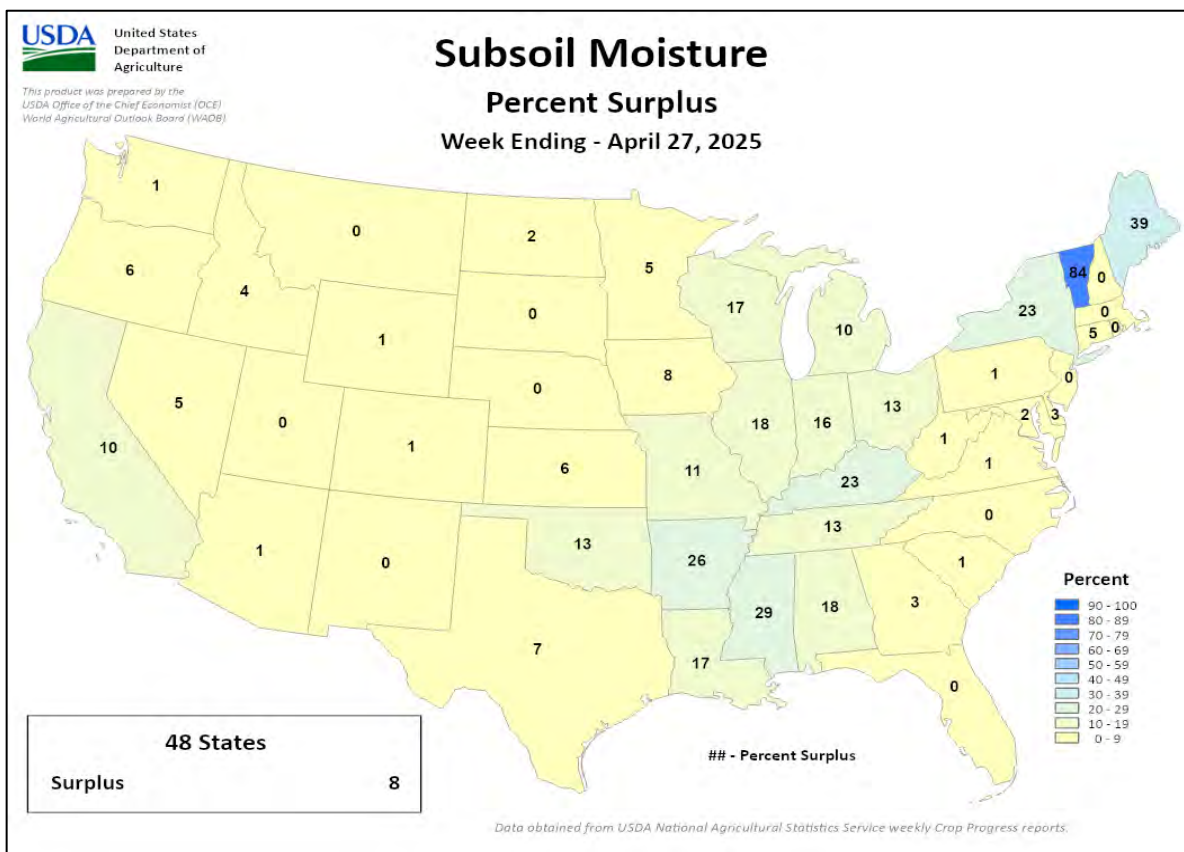 USDA
United States
Department of
Agriculture
This product was prepared by the
USDA Office of the Chief Economist (OCE)
World Agricultural Outlook Board (WAOB)
Subsoil Moisture
Percent Surplus
Week Ending - April 27, 2025
1
0
2
5
39
6
4
0
17
10
84
0
23
0
5
0
1
8
1
0
10
5
0
1
0
18
16
13
2
3
6
11
23
1
1
1
0
13
26
13
0
1
7
17
29
18
3
0
Percent
90 - 100
80 - 89
70 - 79
60 - 69
50 - 59
40 - 49
30 - 39
20 - 29
10 - 19
0 - 9
48 States
Surplus 8
## - Percent Surplus
Data obtained from USDA National Agricultural Statistics Service weekly Crop Progress reports.